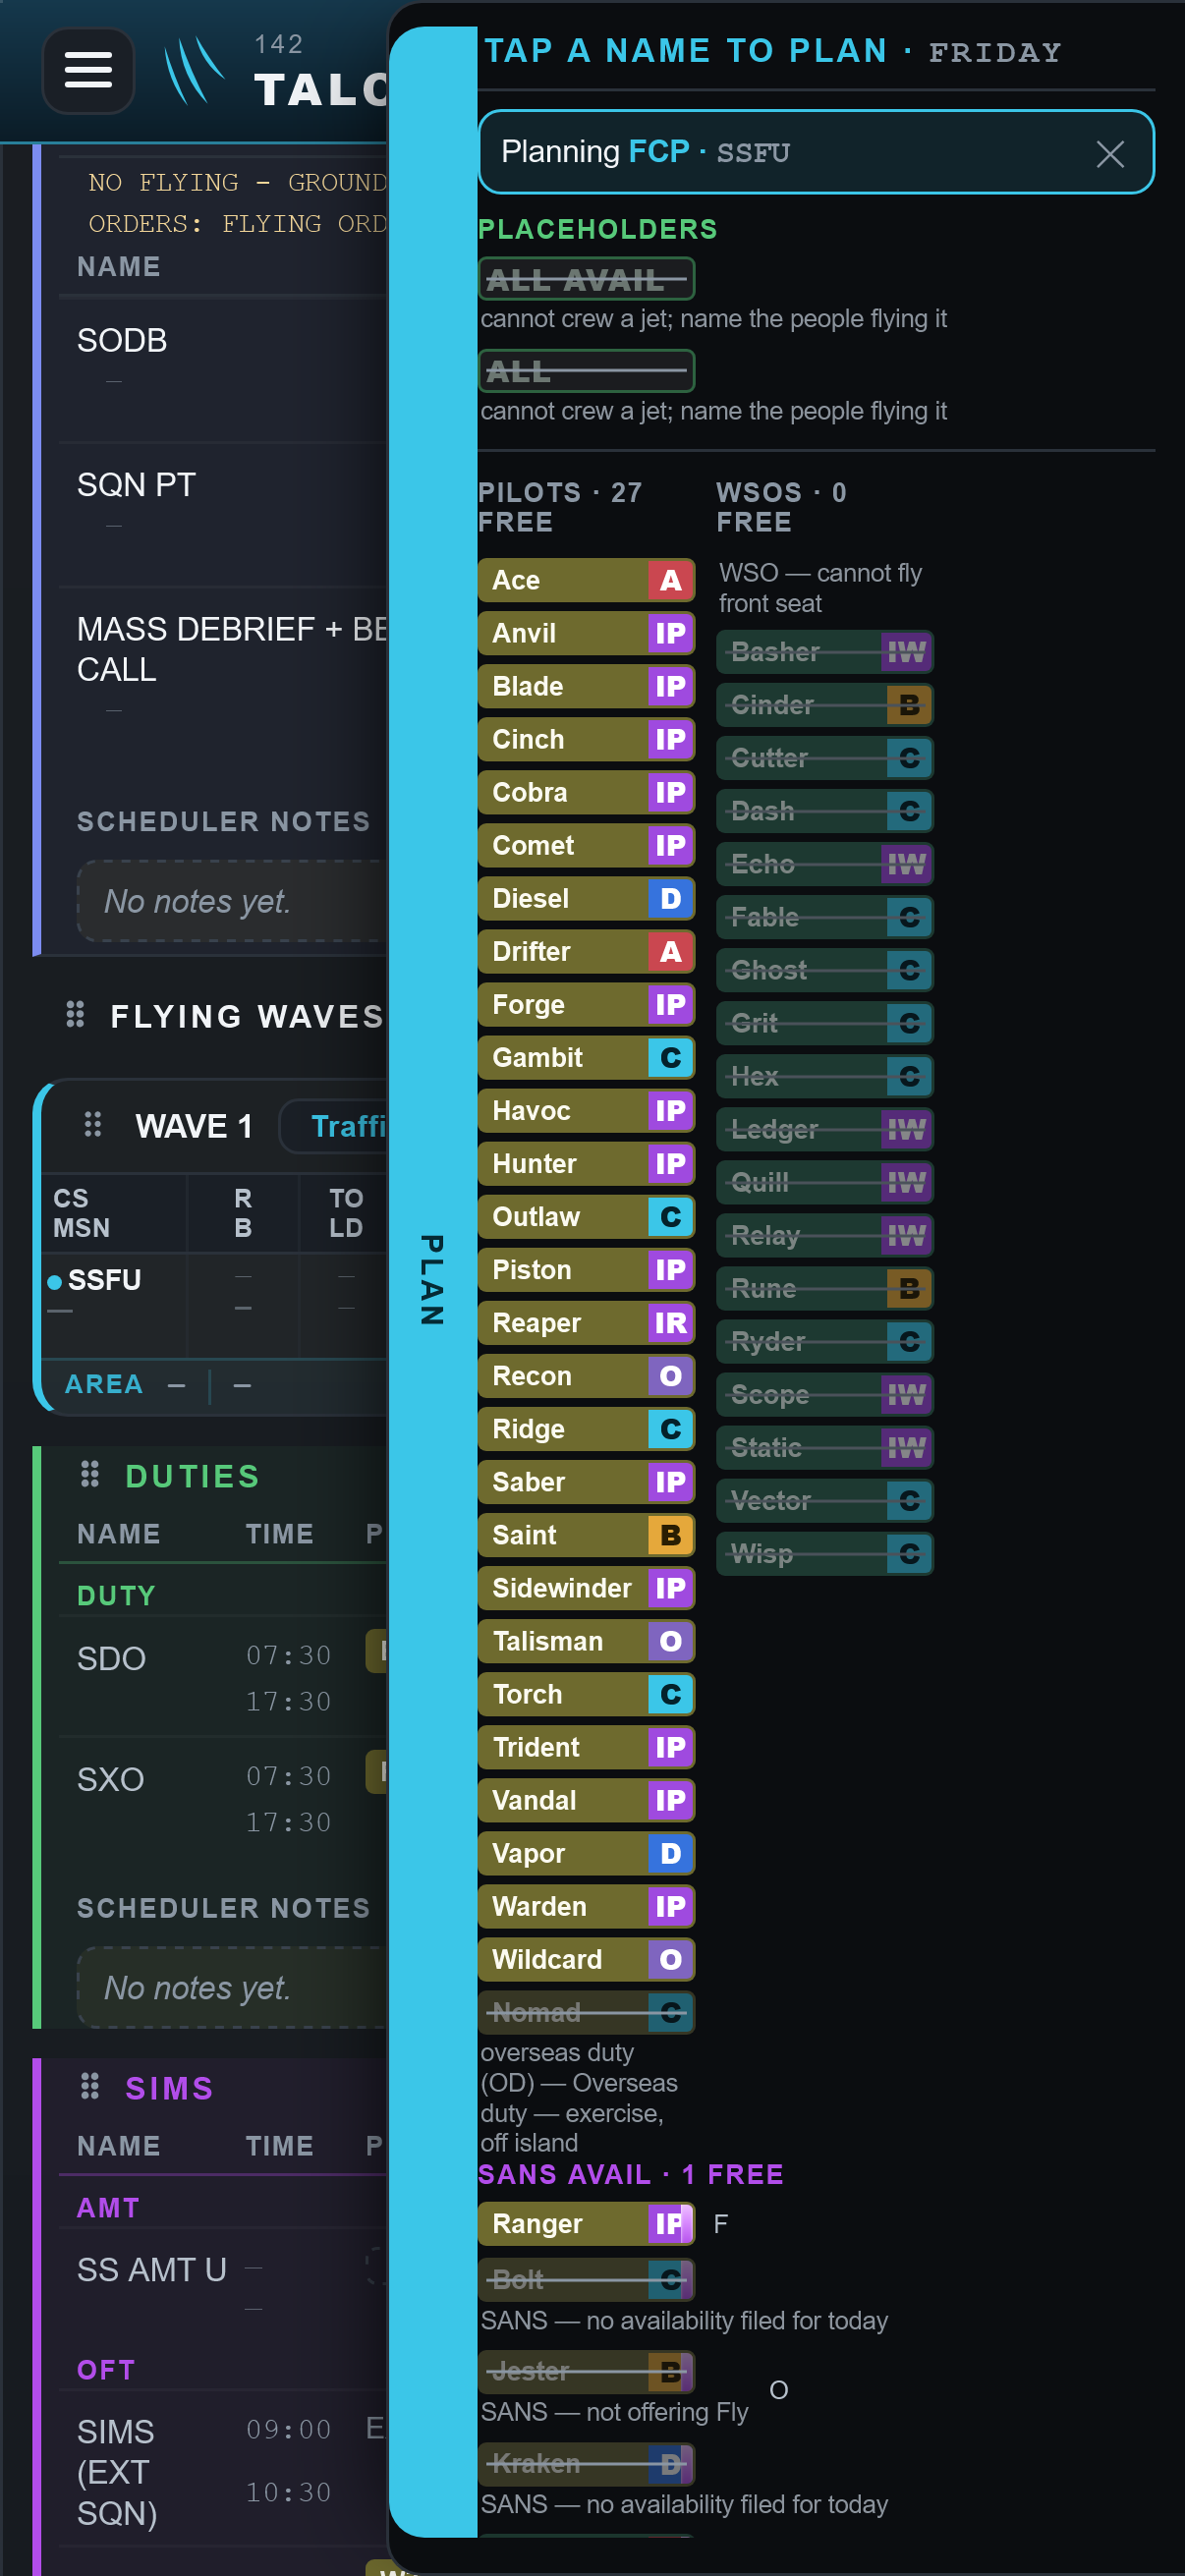 142
TALO
NO FLYING - GROUND
ORDERS: FLYING ORD
NAME
SODB
—
SQN PT
—
MASS DEBRIEF + BE
CALL
—
SCHEDULER NOTES
No notes yet.
FLYING WAVES
WAVE 1
Traffi
CS
MSN
R
B
TO
LD
SSFU
—
—
—
—
—
AREA — | —
DUTIES
NAME TIME P
DUTY
SDO 07:30
17:30
SXO 07:30
17:30
SCHEDULER NOTES
No notes yet.
SIMS
NAME TIME P
AMT
SS AMT U —
—
OFT
SIMS
(EXT
SQN)
09:00
10:30
E
PLAN
TAP A NAME TO PLAN · FRIDAY
Planning FCP · SSFU
PLACEHOLDERS
ALL AVAIL
cannot crew a jet; name the people flying it
ALL
cannot crew a jet; name the people flying it
PILOTS · 27
FREE
Ace A
Anvil IP
Blade IP
Cinch IP
Cobra IP
Comet IP
Diesel D
Drifter A
Forge IP
Gambit C
Havoc IP
Hunter IP
Outlaw C
Piston IP
Reaper IR
Recon O
Ridge C
Saber IP
Saint B
Sidewinder IP
Talisman O
Torch C
Trident IP
Vandal IP
Vapor D
Warden IP
Wildcard O
Nomad C
overseas duty
(OD) — Overseas
duty — exercise,
off island
WSOS · 0
FREE
WSO — cannot fly
front seat
Basher IW
Cinder B
Cutter C
Dash C
Echo IW
Fable C
Ghost C
Grit C
Hex C
Ledger IW
Quill IW
Relay IW
Rune B
Ryder C
Scope IW
Static IW
Vector C
Wisp C
SANS AVAIL · 1 FREE
Ranger IP F
Bolt C
SANS — no availability filed for today
Jester B O
SANS — not offering Fly
Kraken D
SANS — no availability filed for today